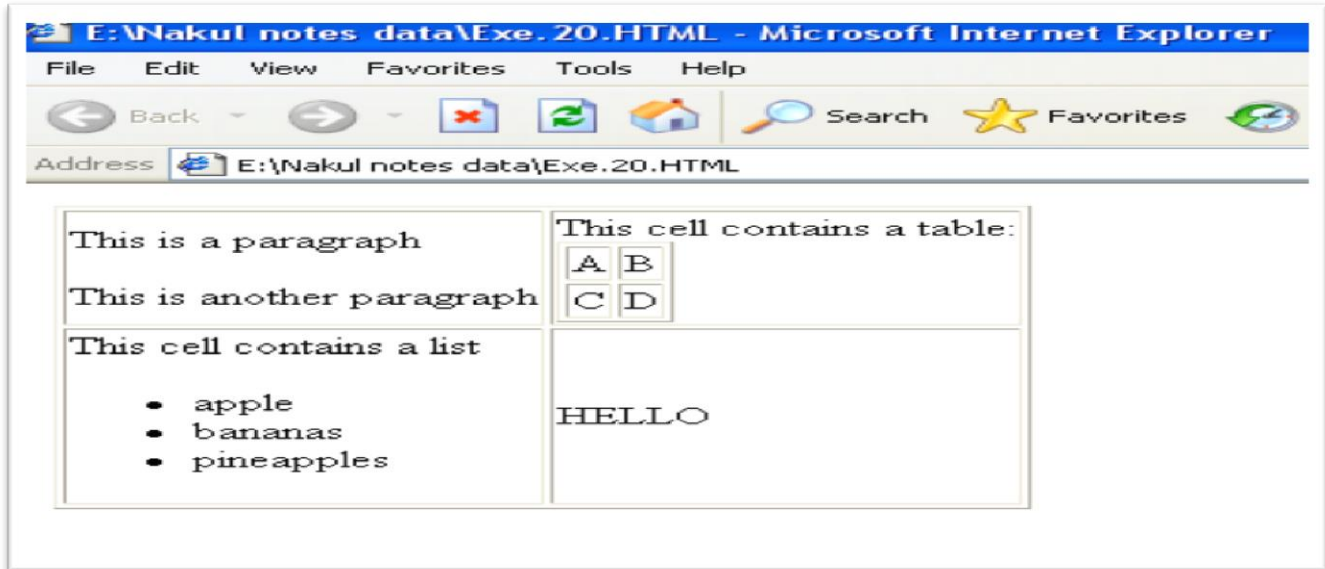 E:\Nakul notes data\Exe.20.HTML - Microsoft Internet Explorer
File Edit View Favorites Tools Help
Back Search Favorites
Address E:\Nakul notes data\Exe.20.HTML
This is a paragraph
This is another paragraph
This cell contains a table:
A B
C D
This cell contains a list
• apple
• bananas
• pineapples
HELLO